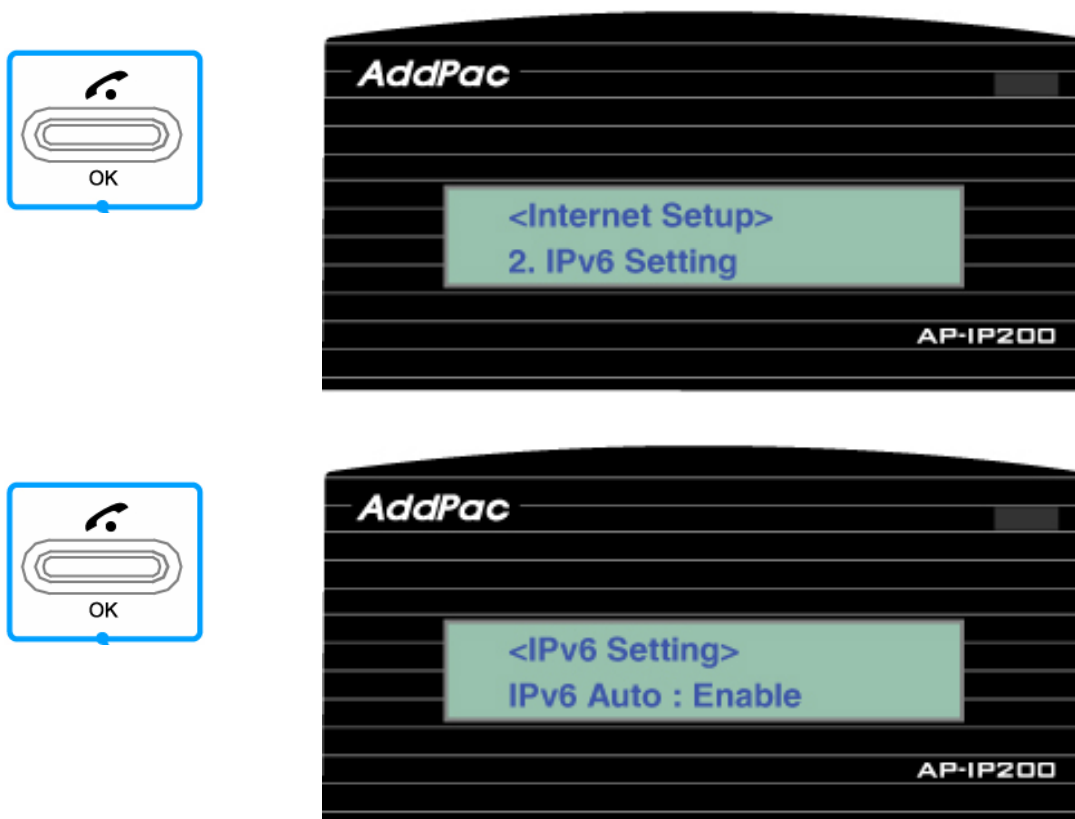 OK
AddPac
<Internet Setup>
2. IPv6 Setting
AP-IP200
OK
AddPac
<IPv6 Setting>
IPv6 Auto : Enable
AP-IP200